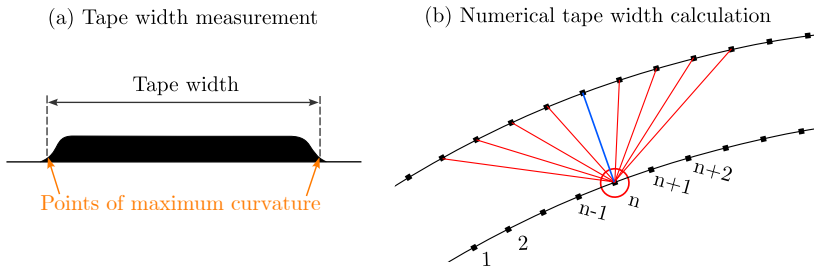 (a) Tape width measurement
Tape width
Points of maximum curvature
(b) Numerical tape width calculation
n+2
n+1
n
n-1
2
1